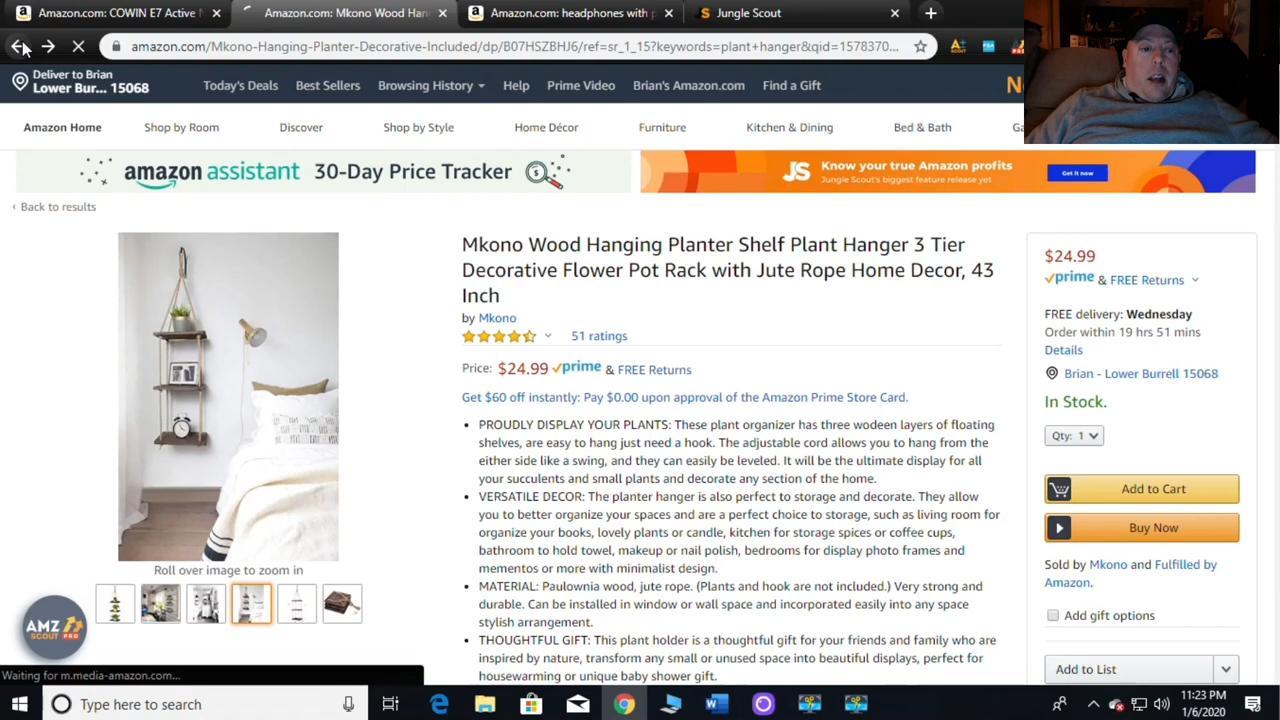 Amazon.com: COWIN E7 Active N
Amazon.com: Mkono Wood Han
Amazon.com: headphones with p
Jungle Scout
amazon.com/Mkono-Hanging-Planter-Decorative-Included/dp/B07HSZBHJ6/ref=sr_1_15?keywords=plant+hanger&qid=1578370...
Deliver to Brian
Lower Bur... 15068
Today's Deals
Best Sellers
Browsing History
Help
Prime Video
Brian's Amazon.com
Find a Gift
Amazon Home
Shop by Room
Discover
Shop by Style
Home Décor
Furniture
Kitchen & Dining
Bed & Bath
amazon assistant 30-Day Price Tracker
JS
Know your true Amazon profits
Jungle Scout's biggest feature release yet
Get it now
‹ Back to results
Mkono Wood Hanging Planter Shelf Plant Hanger 3 Tier
Decorative Flower Pot Rack with Jute Rope Home Decor, 43
Inch
by Mkono
51 ratings
Price: $24.99 prime & FREE Returns
Get $60 off instantly: Pay $0.00 upon approval of the Amazon Prime Store Card.
• PROUDLY DISPLAY YOUR PLANTS: These plant organizer has three wodeen layers of floating
shelves, are easy to hang just need a hook. The adjustable cord allows you to hang from the
either side like a swing, and they can easily be leveled. It will be the ultimate display for all
your succulents and small plants and decorate any section of the home.
• VERSATILE DECOR: The planter hanger is also perfect to storage and decorate. They allow
you to better organize your spaces and are a perfect choice to storage, such as living room for
organize your books, lovely plants or candle, kitchen for storage spices or coffee cups,
bathroom to hold towel, makeup or nail polish, bedrooms for display photo frames and
mementos or more with minimalist design.
• MATERIAL: Paulownia wood, jute rope. (Plants and hook are not included.) Very strong and
durable. Can be installed in window or wall space and incorporated easily into any space
stylish arrangement.
• THOUGHTFUL GIFT: This plant holder is a thoughtful gift for your friends and family who are
inspired by nature, transform any small or unused space into beautiful displays, perfect for
housewarming or unique baby shower gift.
$24.99
prime & FREE Returns
FREE delivery: Wednesday
Order within 19 hrs 51 mins
Details
Brian - Lower Burrell 15068
In Stock.
Qty: 1
Add to Cart
Buy Now
Sold by Mkono and Fulfilled by
Amazon.
Add gift options
Add to List
Roll over image to zoom in
AMZ
SCOUT PRO
Waiting for m.media-amazon.com...
Type here to search
11:23 PM
1/6/2020